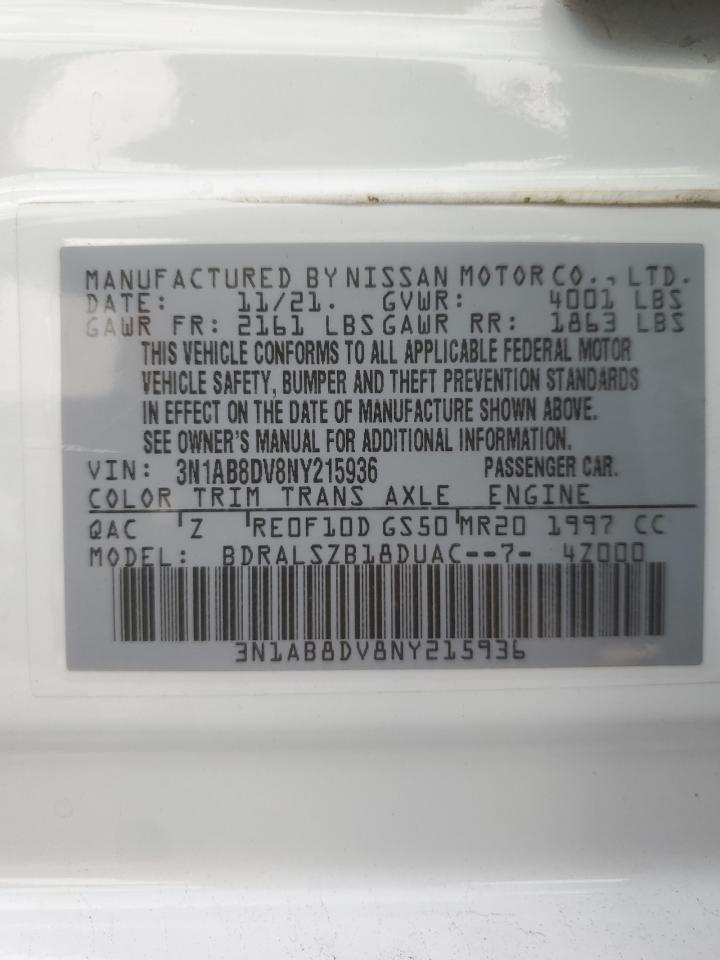 MANUFACTURED BY NISSAN MOTOR CO., LTD.
DATE: 11/21. GVWR: 4001 LBS
GAWR FR: 2161 LBS GAWR RR: 1863 LBS
THIS VEHICLE CONFORMS TO ALL APPLICABLE FEDERAL MOTOR
VEHICLE SAFETY, BUMPER AND THEFT PREVENTION STANDARDS
IN EFFECT ON THE DATE OF MANUFACTURE SHOWN ABOVE.
SEE OWNER'S MANUAL FOR ADDITIONAL INFORMATION.
VIN: 3N1AB8DV8NY215936 PASSENGER CAR.
COLOR TRIM TRANS AXLE ENGINE
QAC Z RE0F10D GS50 MR20 1997 CC
MODEL: BDRALSZB18DUAC--7- 4Z000
3N1AB8DV8NY215936